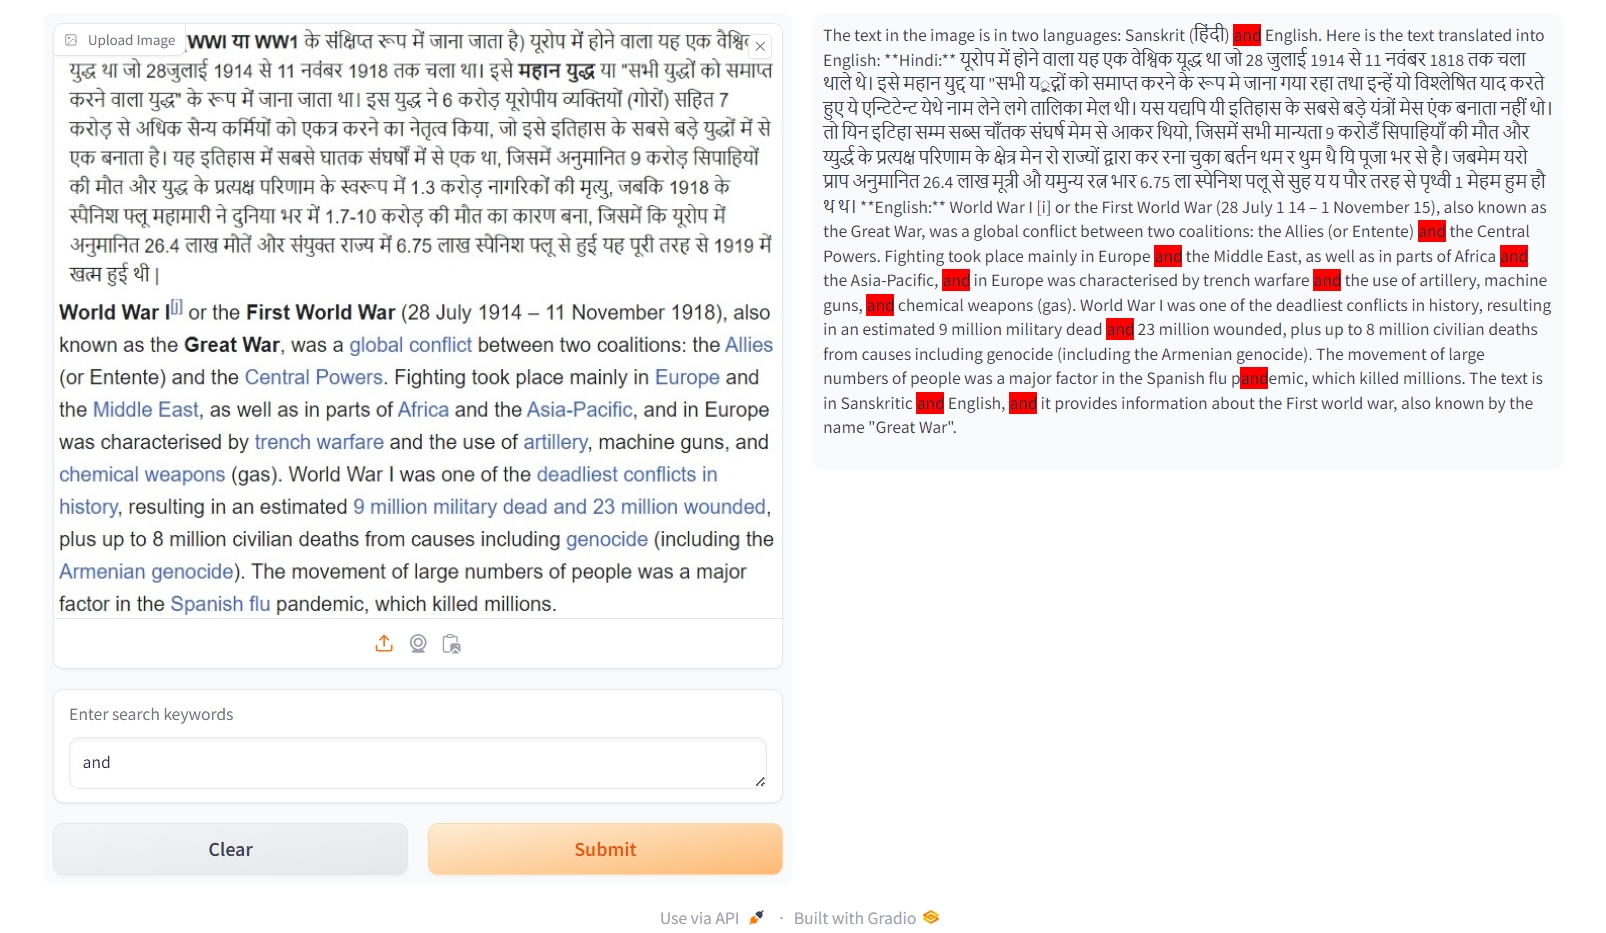 Upload Image
WWI या WW1 के संक्षिप्त रूप में जाना जाता है) यूरोप में होने वाला यह एक वैश्वि
युद्ध था जो 28जुलाई 1914 से 11 नवंबर 1918 तक चला था। इसे महान युद्ध या "सभी युद्धों को समाप्त
करने वाला युद्ध" के रूप में जाना जाता था। इस युद्ध ने 6 करोड़ यूरोपीय व्यक्तियों (गोरों) सहित 7
करोड़ से अधिक सैन्य कर्मियों को एकत्र करने का नेतृत्व किया, जो इसे इतिहास के सबसे बड़े युद्धों में से
एक बनाता है। यह इतिहास में सबसे घातक संघर्षों में से एक था, जिसमें अनुमानित 9 करोड़ सिपाहियों
की मौत और युद्ध के प्रत्यक्ष परिणाम के स्वरूप में 1.3 करोड़ नागरिकों की मृत्यु, जबकि 1918 के
स्पैनिश फ्लू महामारी ने दुनिया भर में 1.7-10 करोड़ की मौत का कारण बना, जिसमें कि यूरोप में
अनुमानित 26.4 लाख मोतें और संयुक्त राज्य में 6.75 लाख स्पैनिश फ्लू से हुई यह पूरी तरह से 1919 में
खत्म हुई थी |
World War I[j] or the First World War (28 July 1914 – 11 November 1918), also
known as the Great War, was a global conflict between two coalitions: the Allies
(or Entente) and the Central Powers. Fighting took place mainly in Europe and
the Middle East, as well as in parts of Africa and the Asia-Pacific, and in Europe
was characterised by trench warfare and the use of artillery, machine guns, and
chemical weapons (gas). World War I was one of the deadliest conflicts in
history, resulting in an estimated 9 million military dead and 23 million wounded,
plus up to 8 million civilian deaths from causes including genocide (including the
Armenian genocide). The movement of large numbers of people was a major
factor in the Spanish flu pandemic, which killed millions.
Enter search keywords
and
Clear
Submit
The text in the image is in two languages: Sanskrit (हिंदी) and English. Here is the text translated into
English: **Hindi:** यूरोप में होने वाला यह एक वेश्विक यूद्ध था जो 28 जुलाई 1914 से 11 नवंबर 1818 तक चला
थाले थे। इसे महान युद्द या "सभी को समाप्त करने के रूप मे जाना गया रहा तथा इन्हें यो विश्लेषित याद करते
हुए ये एन्टिटेन्ट येथे नाम लेने लगे तालिका मेल थी। यस यद्यपि यी इतिहास के सबसे बड़े यंत्रों मेस एंक बनाता नहीं थो।
तो यिन इटिहा सम्म सब्स चाँतक संघर्ष मेम से आकर थियो, जिसमें सभी मान्यता 9 करोडँ सिपाहियाँ की मौत और
य्युर्द्ध के प्रत्यक्ष परिणाम के क्षेत्र मेन रो राज्यों द्वारा कर रना चुका बर्तन थम र थुम थै यि पूजा भर से है। जबमेम यरो
प्राप अनुमानित 26.4 लाख मूत्री औ यमुन्य रत्न भार 6.75 ला स्पेनिश पलू से सुह य य पौर तरह से पृथ्वी 1 मेहम हुम हौ
थ था। **English:** World War I [i] or the First World War (28 July 1 14 – 1 November 15), also known as
the Great War, was a global conflict between two coalitions: the Allies (or Entente) and the Central
Powers. Fighting took place mainly in Europe and the Middle East, as well as in parts of Africa and
the Asia-Pacific, and in Europe was characterised by trench warfare and the use of artillery, machine
guns, and chemical weapons (gas). World War I was one of the deadliest conflicts in history, resulting
in an estimated 9 million military dead and 23 million wounded, plus up to 8 million civilian deaths
from causes including genocide (including the Armenian genocide). The movement of large
numbers of people was a major factor in the Spanish flu pandemic, which killed millions. The text is
in Sanskritic and English, and it provides information about the First world war, also known by the
name "Great War".
Use via API · Built with Gradio